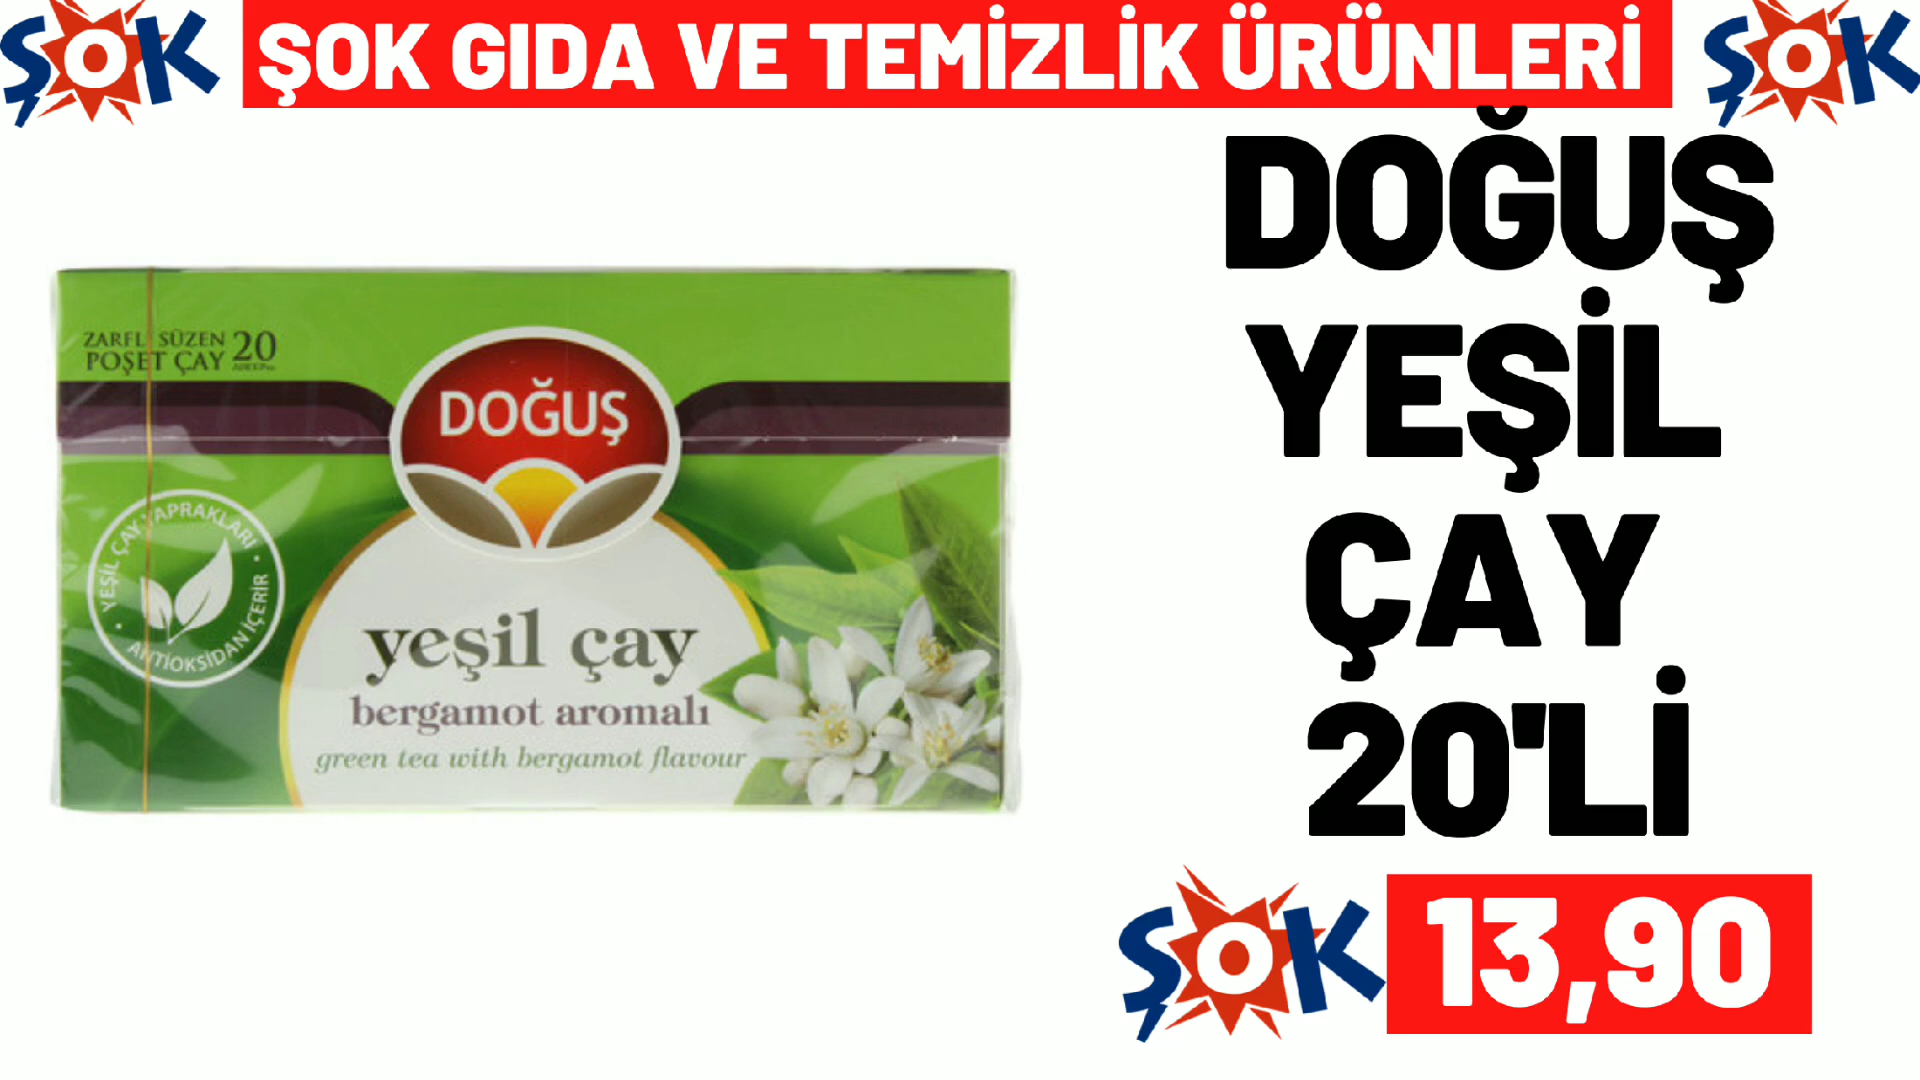 ŞOK
ŞOK GIDA VE TEMİZLİK ÜRÜNLERİ
ŞOK
DOĞUŞ
YEŞİL
ÇAY
20'Lİ
ZARFLI SÜZEN
POŞET ÇAY 20
DOĞUŞ
YEŞİL ÇAY YAPRAKLARI
ANTİOKSİDAN İÇERİR
yeşil çay
bergamot aromalı
green tea with bergamot flavour
ŞOK
13,90